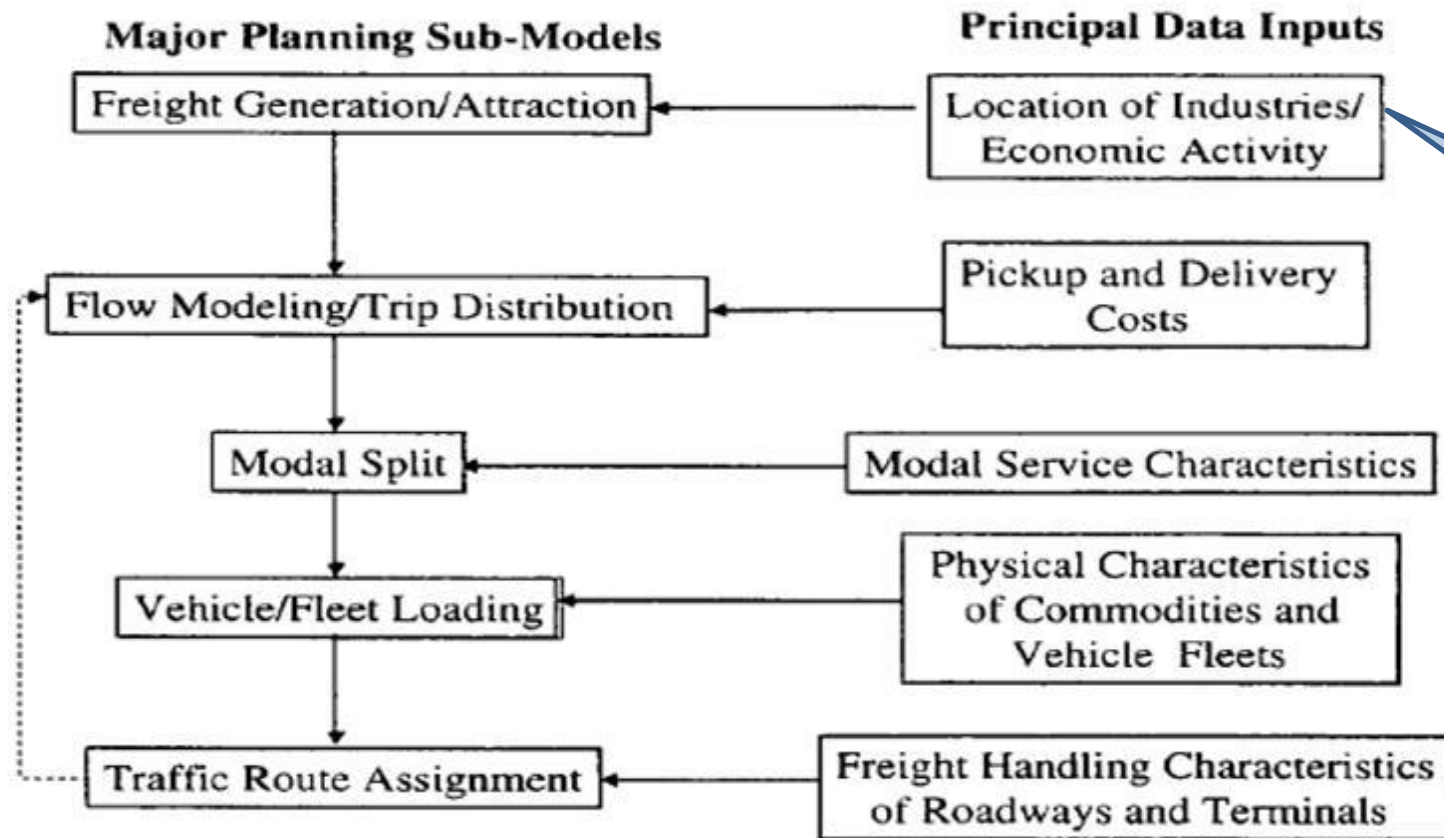 Major Planning Sub-Models
Principal Data Inputs
Freight Generation/Attraction
Location of Industries/
Economic Activity
Flow Modeling/Trip Distribution
Pickup and Delivery
Costs
Modal Split
Modal Service Characteristics
Vehicle/Fleet Loading
Physical Characteristics
of Commodities and
Vehicle Fleets
Traffic Route Assignment
Freight Handling Characteristics
of Roadways and Terminals